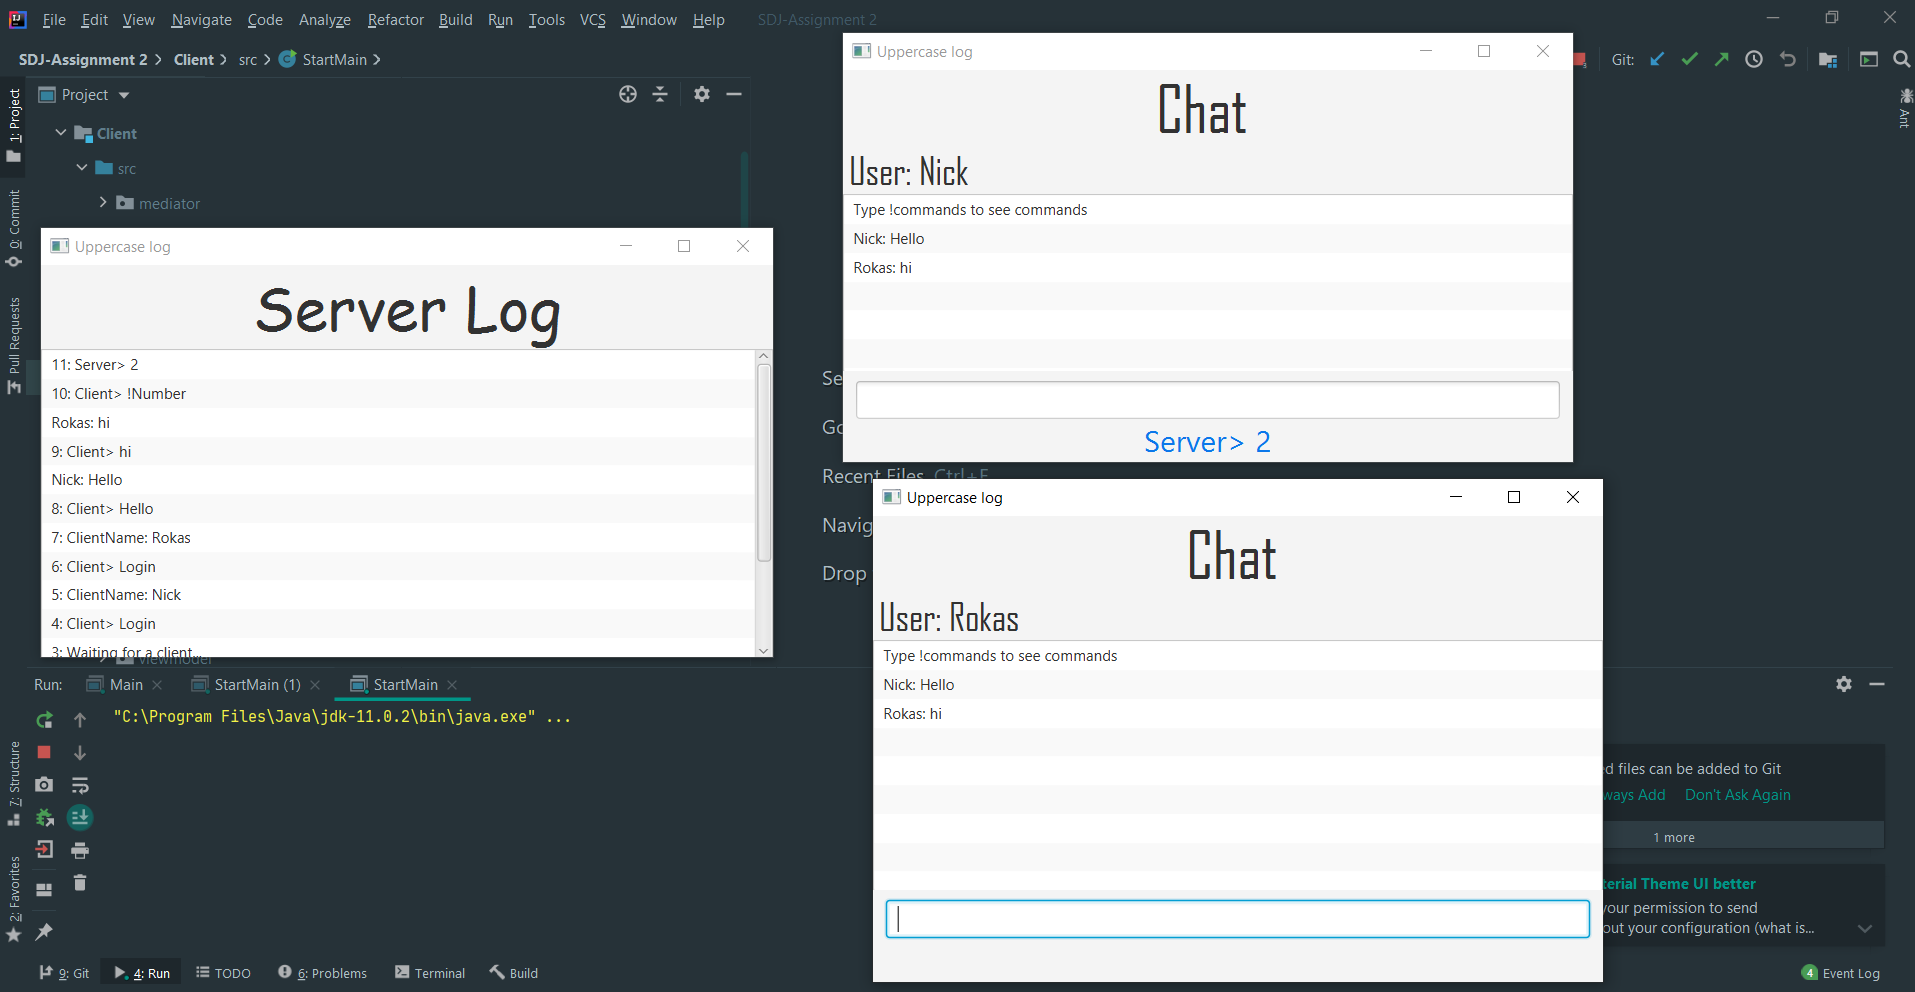 File Edit View Navigate Code Analyze Refactor Build Run Tools VCS Window Help SDJ-Assignment 2
SDJ-Assignment 2 Client src StartMain
Git:
1: Project
0: Commit
Pull Requests
7: Structure
2: Favorites
Ant
Project
Client
src
mediator
viewmodel
Uppercase log
Server Log
11: Server> 2
10: Client> !Number
Rokas: hi
9: Client> hi
Nick: Hello
8: Client> Hello
7: ClientName: Rokas
6: Client> Login
5: ClientName: Nick
4: Client> Login
3: Waiting for a client...
Uppercase log
Chat
User: Nick
Type !commands to see commands
Nick: Hello
Rokas: hi
Server> 2
Se
Go
Recent Files Ctrl+E
Navig
Drop
Uppercase log
Chat
User: Rokas
Type !commands to see commands
Nick: Hello
Rokas: hi
Run: Main StartMain (1) StartMain
"C:\Program Files\Java\jdk-11.0.2\bin\java.exe" ...
ed files can be added to Git
ways Add Don't Ask Again
1 more
terial Theme UI better
your permission to send
out your configuration (what is...
9: Git 4: Run TODO 6: Problems Terminal Build
4 Event Log